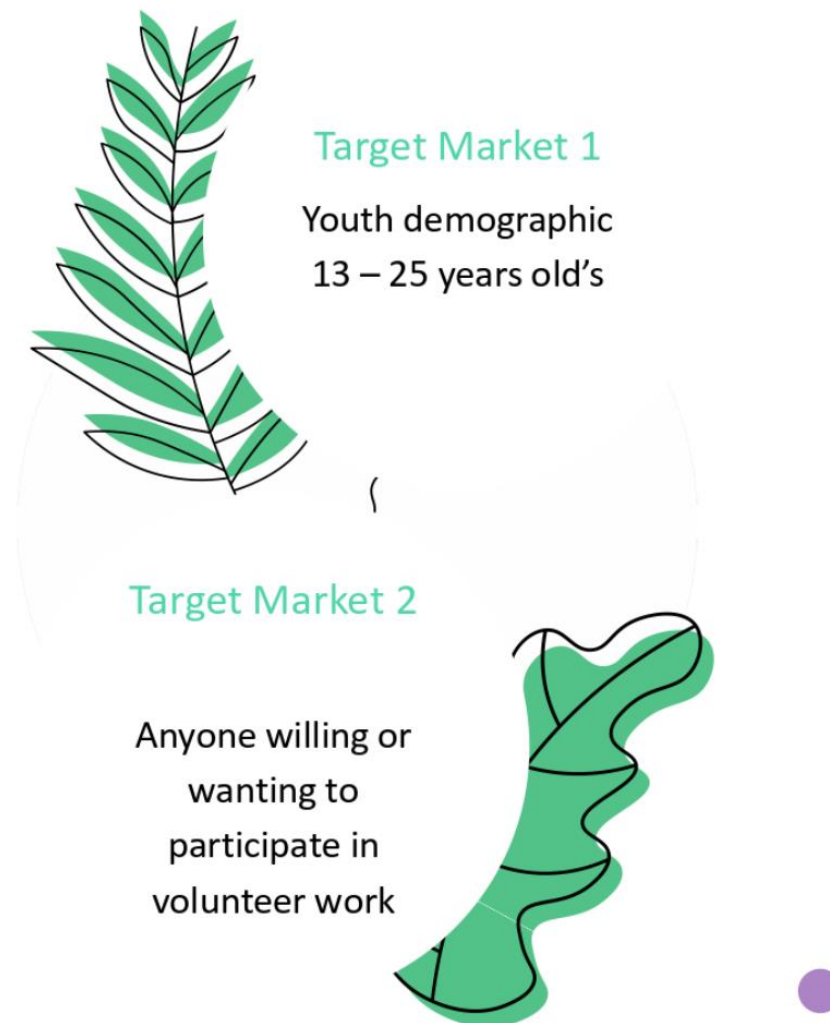 Target Market 1
Youth demographic
13 – 25 years old’s
Target Market 2
Anyone willing or
wanting to
participate in
volunteer work